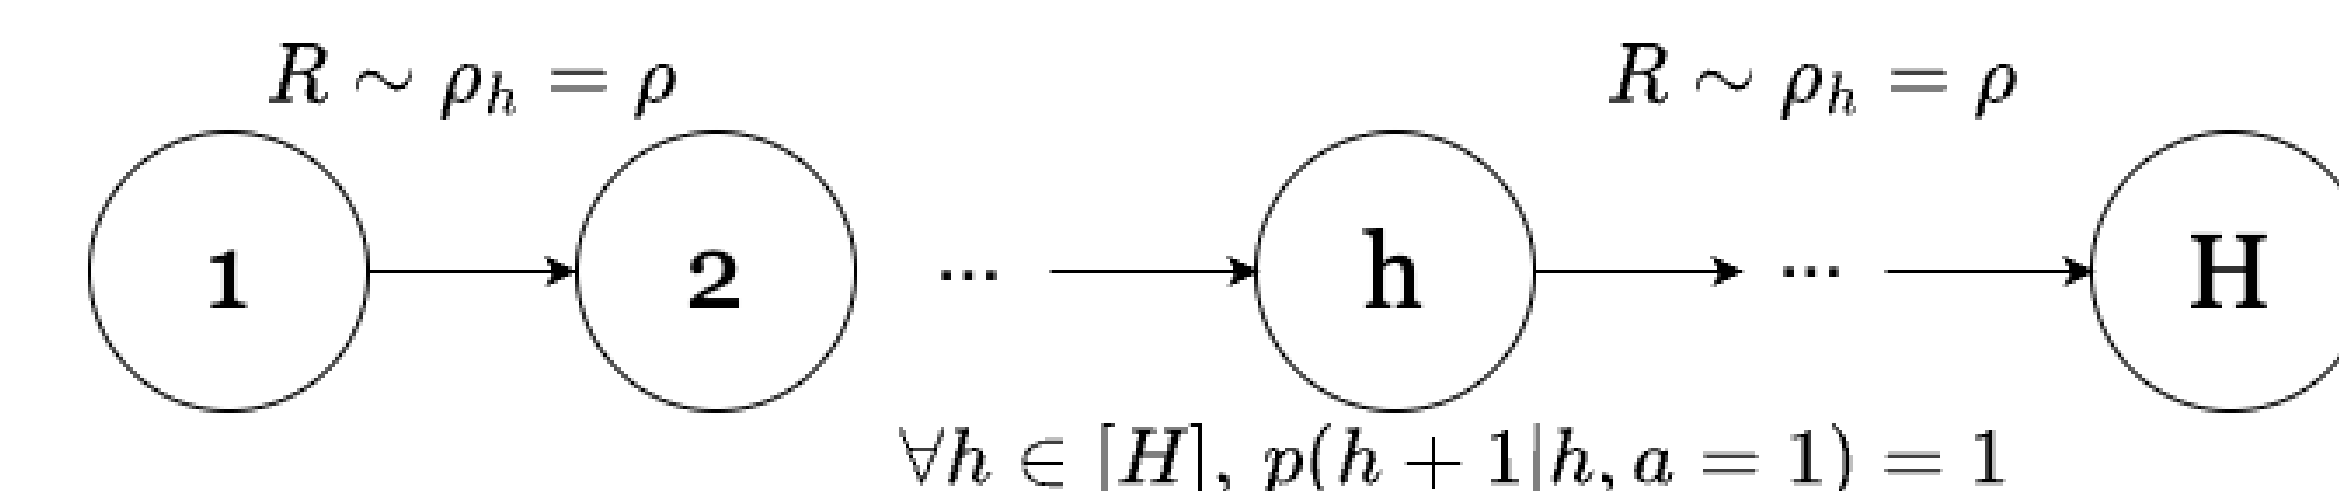 R ∼ ρ_h = ρ R ∼ ρ_h = ρ
1 2 ... h ... H
∀h ∈ [H], p(h + 1|h, a = 1) = 1